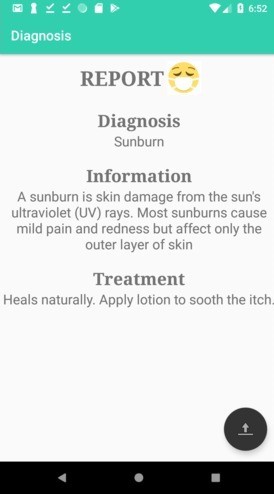 6:52
Diagnosis
REPORT
Diagnosis
Sunburn
Information
A sunburn is skin damage from the sun's
ultraviolet (UV) rays. Most sunburns cause
mild pain and redness but affect only the
outer layer of skin
Treatment
Heals naturally. Apply lotion to sooth the itch.